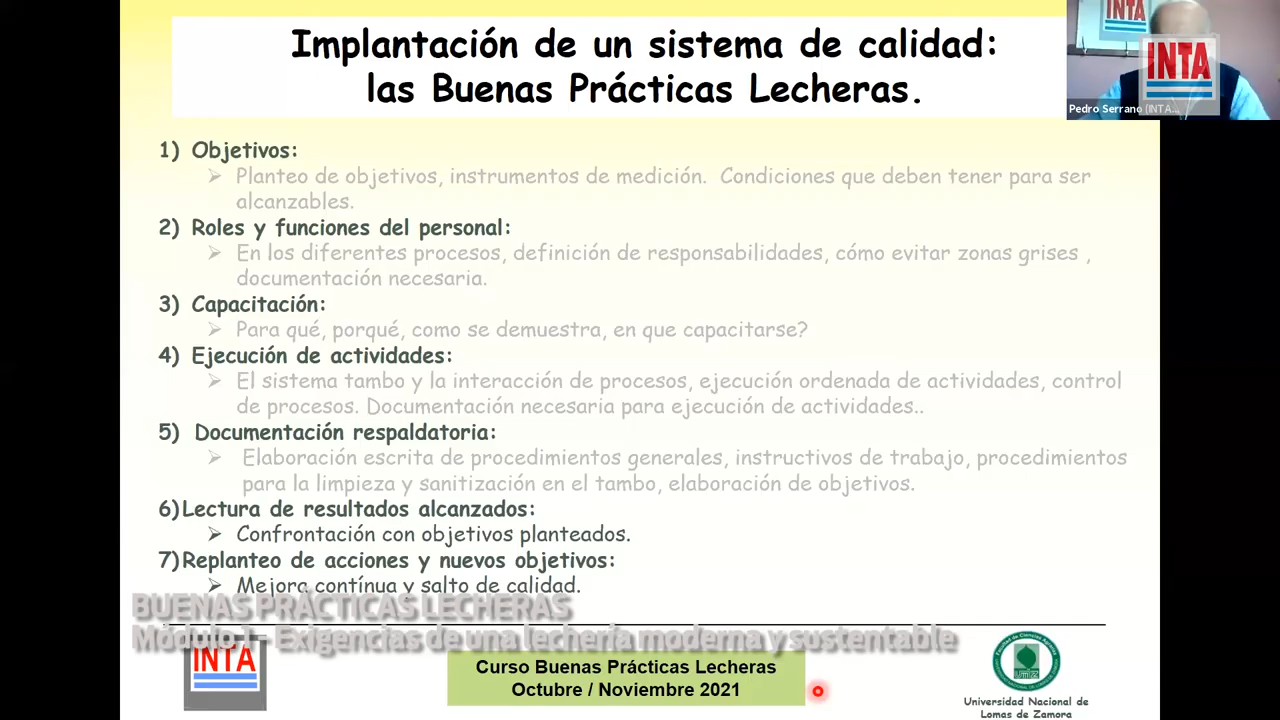 Implantación de un sistema de calidad:
las Buenas Prácticas Lecheras.
INTA
INTA
Pedro Serrano (INTA...
1) Objetivos:
Planteo de objetivos, instrumentos de medición. Condiciones que deben tener para ser
alcanzables.
2) Roles y funciones del personal:
En los diferentes procesos, definición de responsabilidades, cómo evitar zonas grises ,
documentación necesaria.
3) Capacitación:
Para qué, porqué, como se demuestra, en que capacitarse?
4) Ejecución de actividades:
El sistema tambo y la interacción de procesos, ejecución ordenada de actividades, control
de procesos. Documentación necesaria para ejecución de actividades..
5) Documentación respaldatoria:
Elaboración escrita de procedimientos generales, instructivos de trabajo, procedimientos
para la limpieza y sanitización en el tambo, elaboración de objetivos.
6)Lectura de resultados alcanzados:
Confrontación con objetivos planteados.
7)Replanteo de acciones y nuevos objetivos:
Mejora contínua y salto de calidad.
BUENAS PRÁCTICAS LECHERAS
Módulo 1 - Exigencias de una lechería moderna y sustentable
INTA
Curso Buenas Prácticas Lecheras
Octubre / Noviembre 2021
Universidad Nacional de
Lomas de Zamora